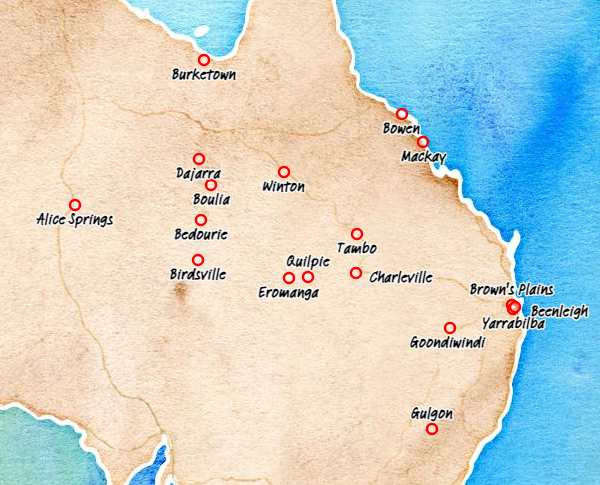 Burketown
Bowen
Mackay
Dajarra
Winton
Boulia
Alice Springs
Bedourie
Tambo
Quilpie
Birdsville
Charleville
Eromanga
Brown's Plains
Beenleigh
Yarrabilba
Goondiwindi
Gulgon